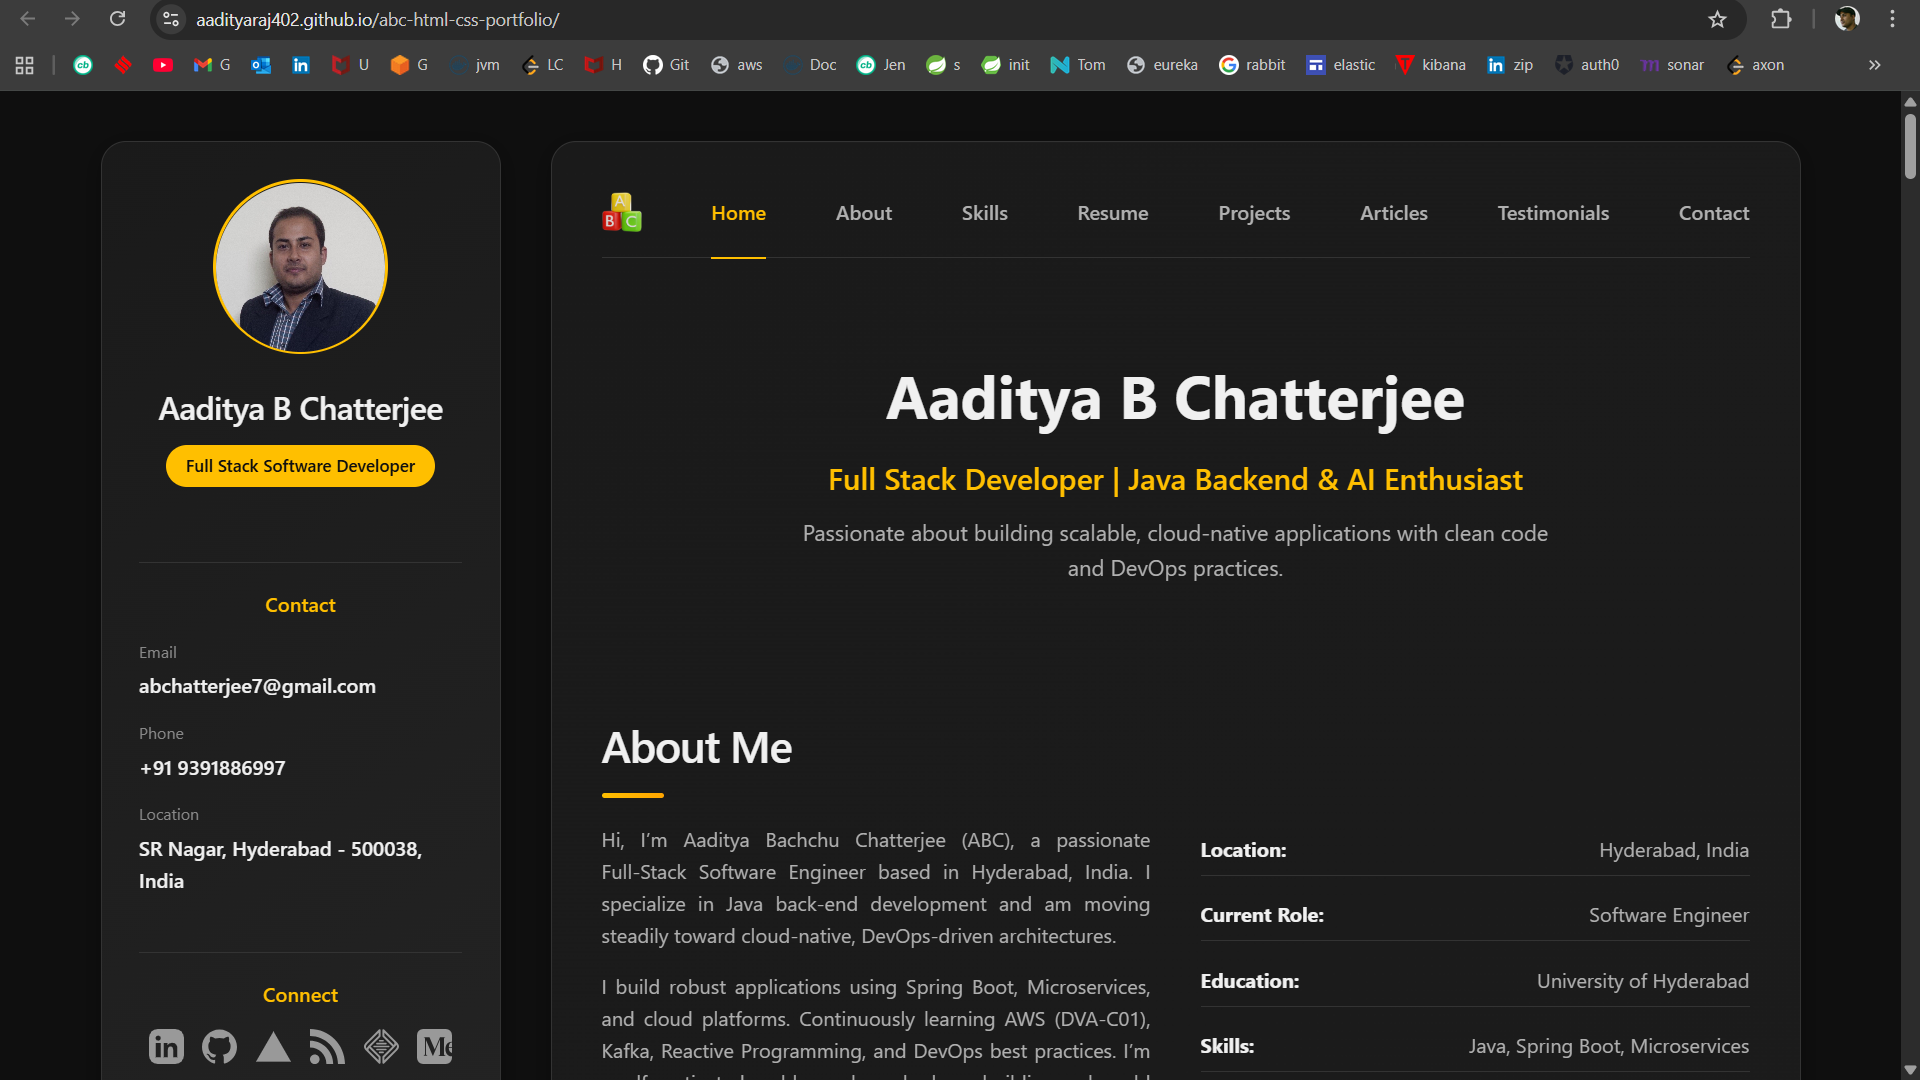 aadityaraj402.github.io/abc-html-css-portfolio/
G
U
G
jvm
LC
H
Git
aws
Doc
Jen
s
init
Tom
eureka
rabbit
elastic
kibana
zip
auth0
sonar
axon
Aaditya B Chatterjee
Full Stack Software Developer
Contact
Email
abchatterjee7@gmail.com
Phone
+91 9391886997
Location
SR Nagar, Hyderabad - 500038,
India
Connect
A
B C
Home
About
Skills
Resume
Projects
Articles
Testimonials
Contact
Aaditya B Chatterjee
Full Stack Developer | Java Backend & AI Enthusiast
Passionate about building scalable, cloud-native applications with clean code
and DevOps practices.
About Me
Hi, I’m Aaditya Bachchu Chatterjee (ABC), a passionate
Full-Stack Software Engineer based in Hyderabad, India. I
specialize in Java back-end development and am moving
steadily toward cloud-native, DevOps-driven architectures.
I build robust applications using Spring Boot, Microservices,
and cloud platforms. Continuously learning AWS (DVA-C01),
Kafka, Reactive Programming, and DevOps best practices. I’m
Location:
Hyderabad, India
Current Role:
Software Engineer
Education:
University of Hyderabad
Skills:
Java, Spring Boot, Microservices